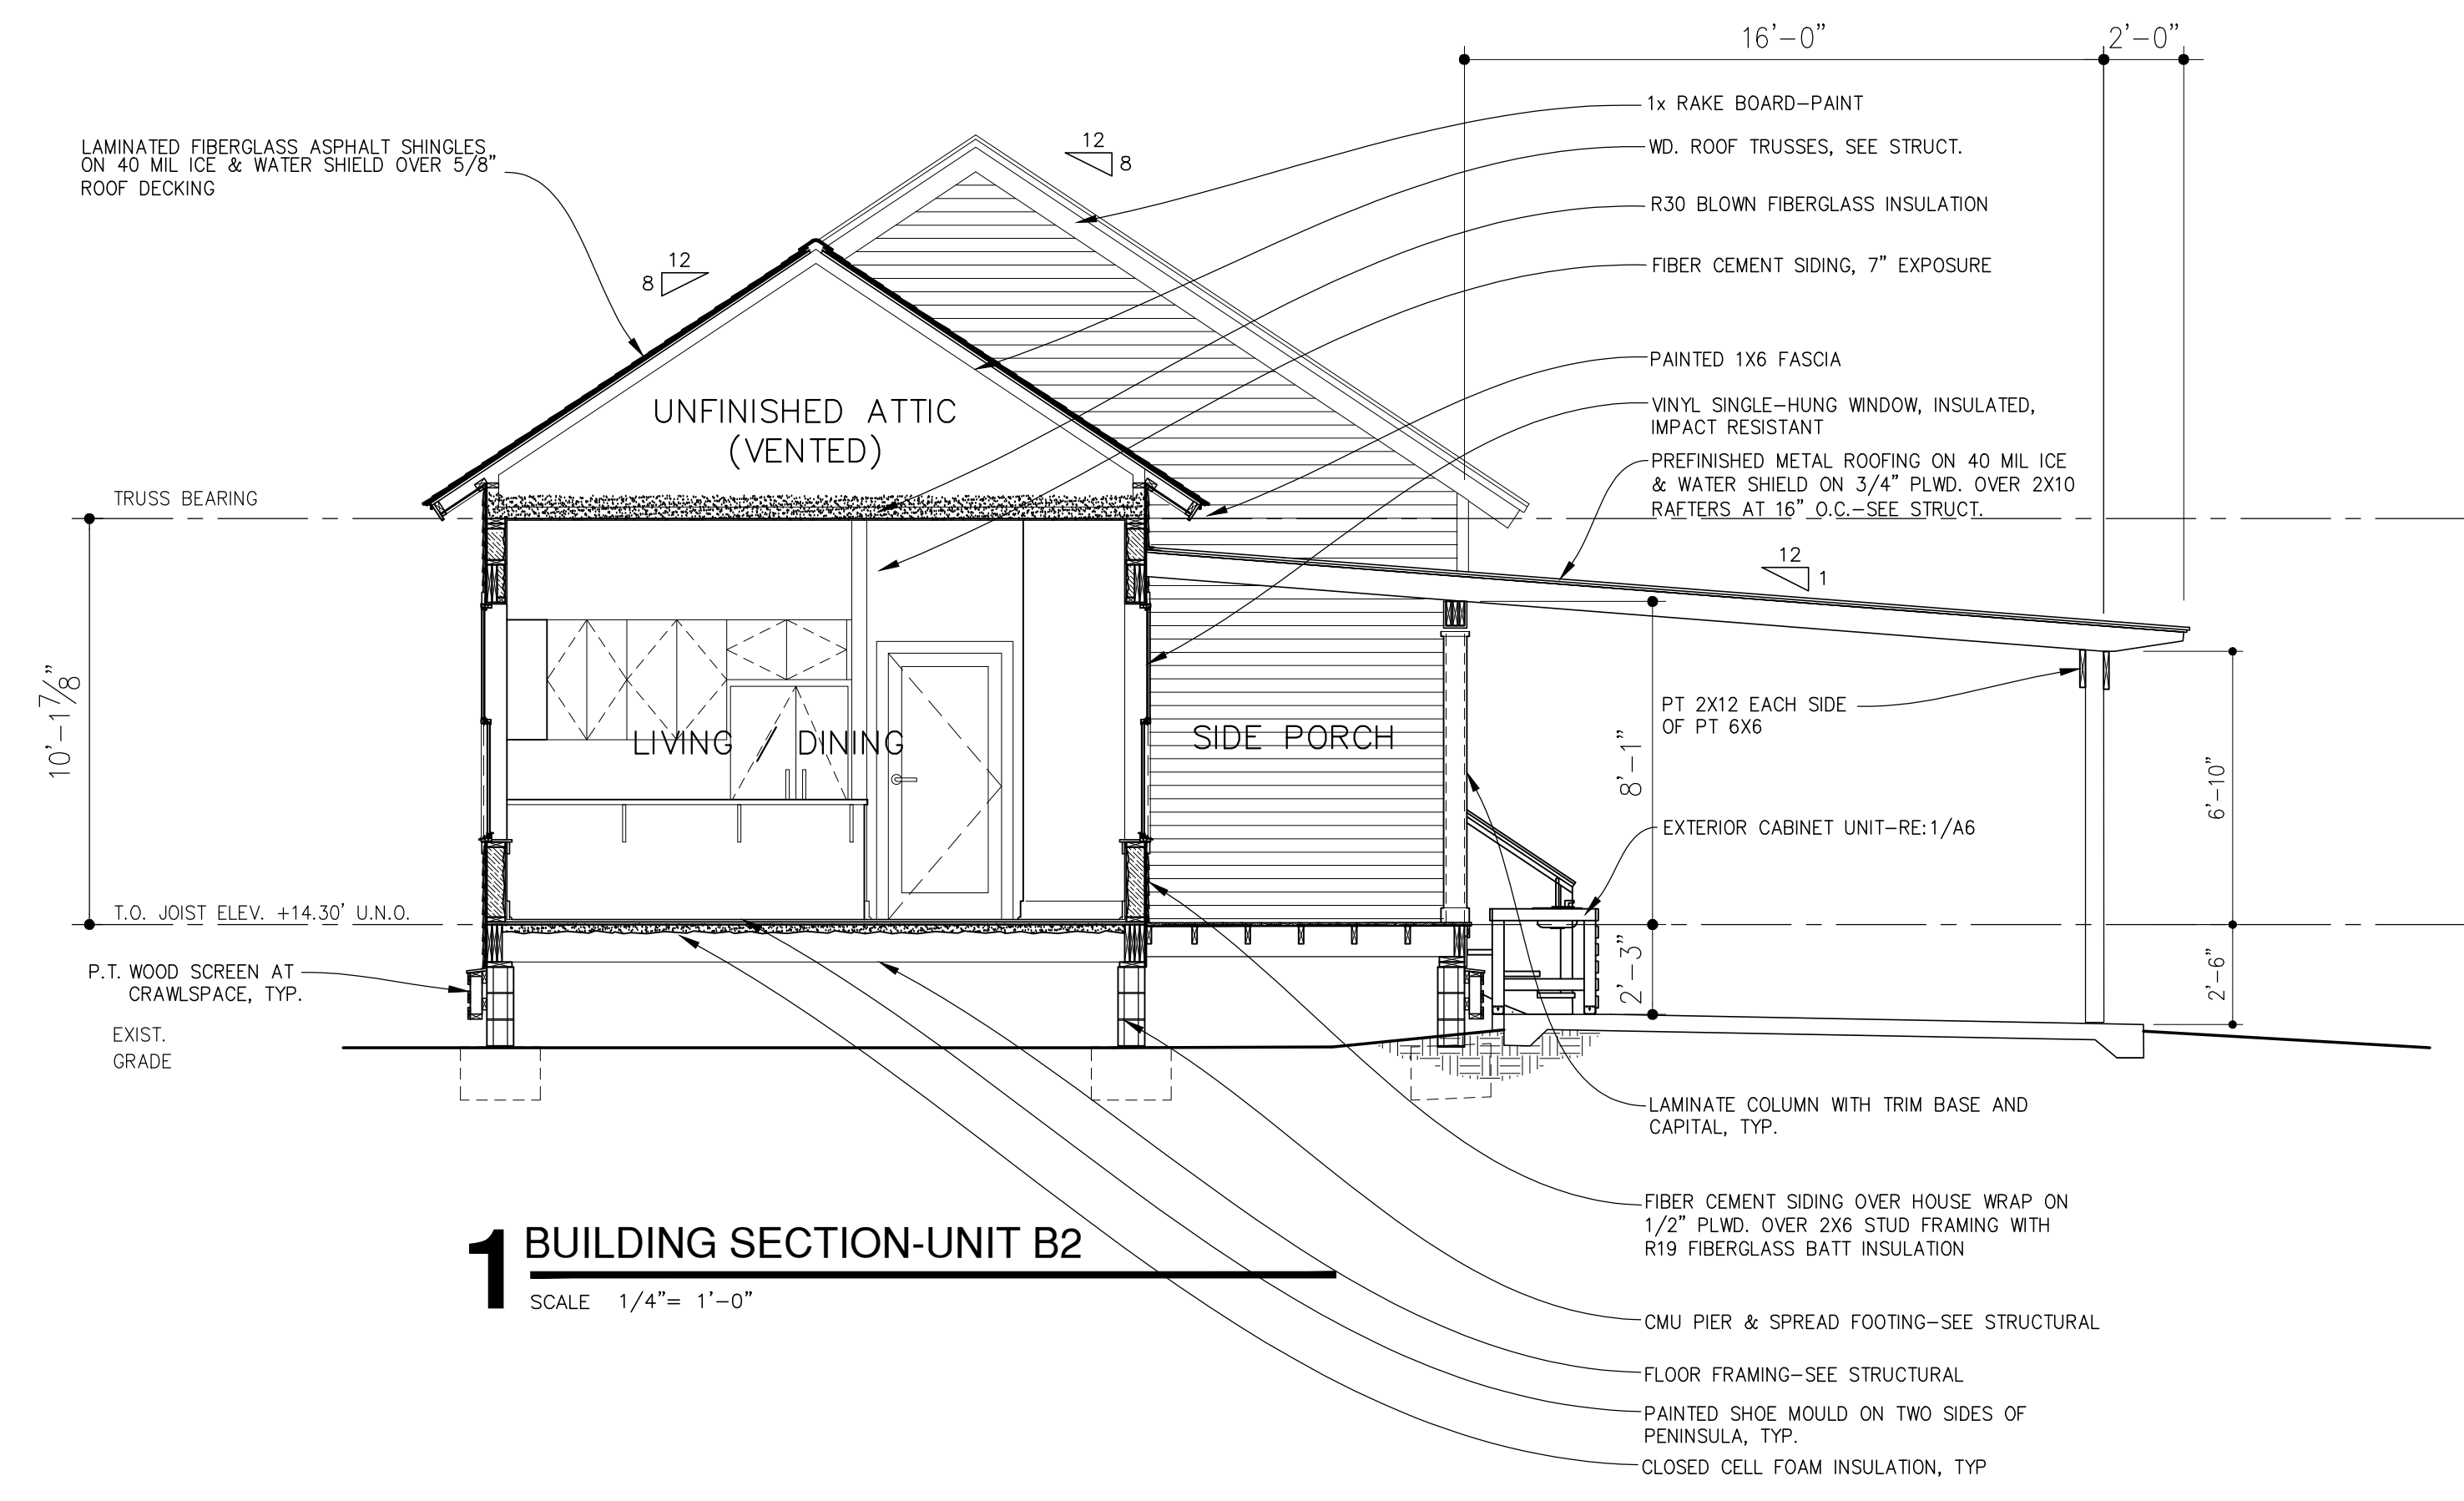 16'-0"
2'-0"
1x RAKE BOARD-PAINT
LAMINATED FIBERGLASS ASPHALT SHINGLES
ON 40 MIL ICE & WATER SHIELD OVER 5/8"
ROOF DECKING
12
8
WD. ROOF TRUSSES, SEE STRUCT.
R30 BLOWN FIBERGLASS INSULATION
12
8
FIBER CEMENT SIDING, 7" EXPOSURE
PAINTED 1X6 FASCIA
UNFINISHED ATTIC
(VENTED)
VINYL SINGLE-HUNG WINDOW, INSULATED,
IMPACT RESISTANT
PREFINISHED METAL ROOFING ON 40 MIL ICE
& WATER SHIELD ON 3/4" PLWD. OVER 2X10
RAFTERS AT 16" O.C.-SEE STRUCT.
TRUSS BEARING
12
1
10'-1 7/8"
PT 2X12 EACH SIDE
OF PT 6X6
LIVING / DINING
SIDE PORCH
8'-1"
6'-10"
EXTERIOR CABINET UNIT-RE:1/A6
T.O. JOIST ELEV. +14.30' U.N.O.
2'-3"
2'-6"
P.T. WOOD SCREEN AT
CRAWLSPACE, TYP.
EXIST.
GRADE
LAMINATE COLUMN WITH TRIM BASE AND
CAPITAL, TYP.
FIBER CEMENT SIDING OVER HOUSE WRAP ON
1/2" PLWD. OVER 2X6 STUD FRAMING WITH
R19 FIBERGLASS BATT INSULATION
1 BUILDING SECTION-UNIT B2
SCALE 1/4"= 1'-0"
CMU PIER & SPREAD FOOTING-SEE STRUCTURAL
FLOOR FRAMING-SEE STRUCTURAL
PAINTED SHOE MOULD ON TWO SIDES OF
PENINSULA, TYP.
CLOSED CELL FOAM INSULATION, TYP